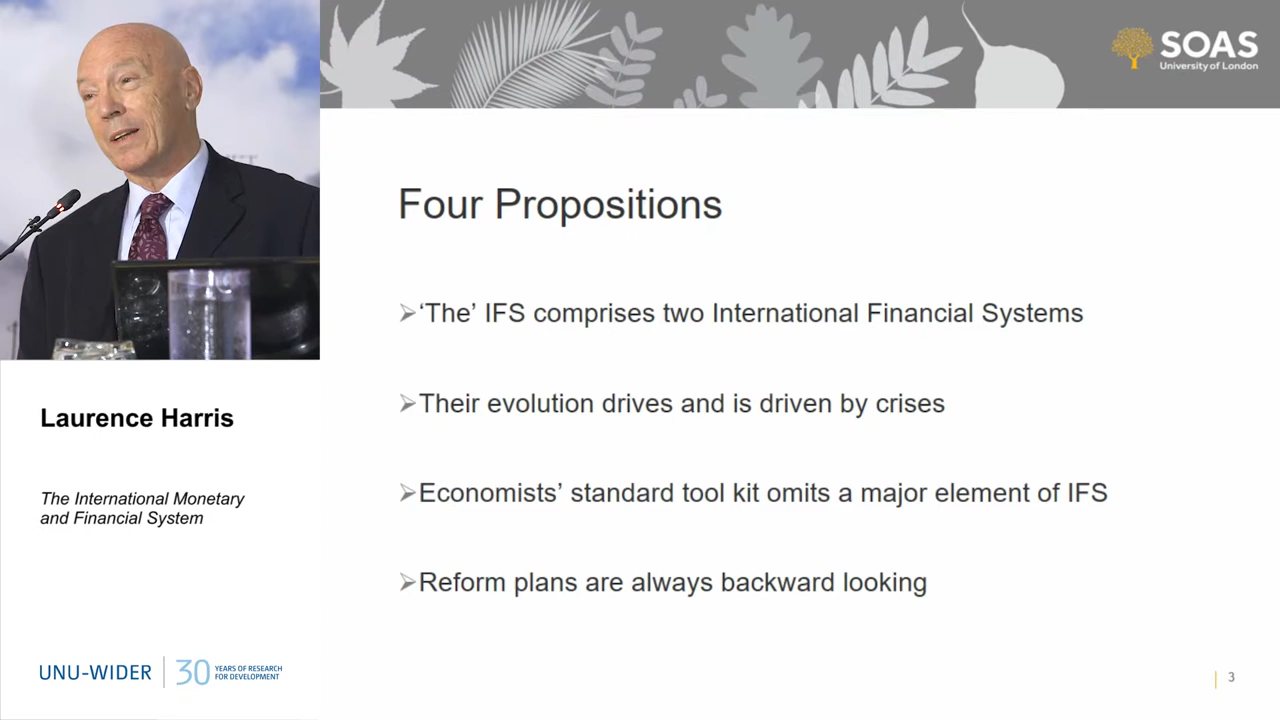 SOAS
University of London
Four Propositions
➢‘The’ IFS comprises two International Financial Systems
➢Their evolution drives and is driven by crises
➢Economists’ standard tool kit omits a major element of IFS
➢Reform plans are always backward looking
Laurence Harris
The International Monetary
and Financial System
UNU-WIDER
30
YEARS OF RESEARCH
FOR DEVELOPMENT
3